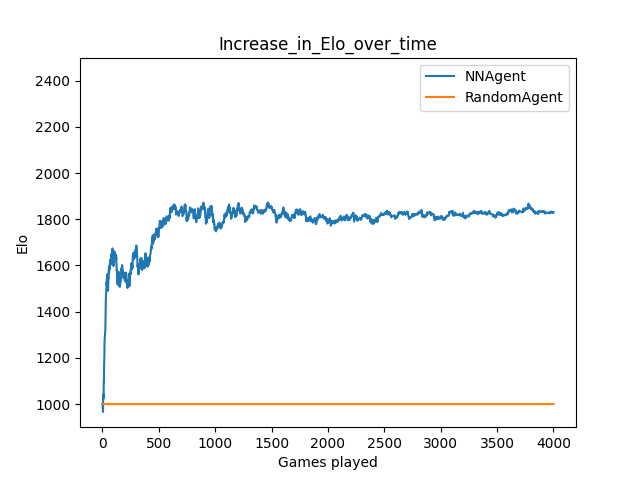 Increase_in_Elo_over_time
NNAgent
RandomAgent
2400
2200
2000
1800
1600
1400
1200
1000
Elo
0 500 1000 1500 2000 2500 3000 3500 4000
Games played